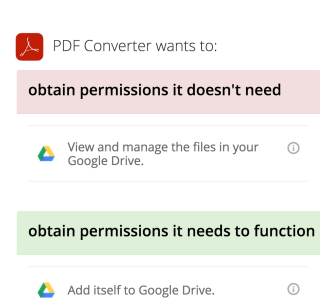 PDF Converter wants to:
obtain permissions it doesn't need
View and manage the files in your
Google Drive.
obtain permissions it needs to function
Add itself to Google Drive.